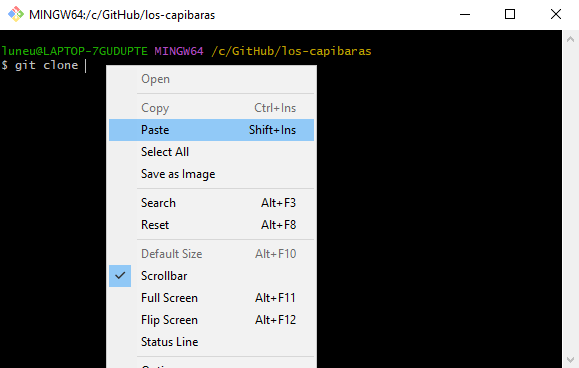 MINGW64:/c/GitHub/los-capibaras
luneu@LAPTOP-7GUDUPTE MINGW64 /c/GitHub/los-capibaras
$ git clone
Open
Copy Ctrl+Ins
Paste Shift+Ins
Select All
Save as Image
Search Alt+F3
Reset Alt+F8
Default Size Alt+F10
Scrollbar
Full Screen Alt+F11
Flip Screen Alt+F12
Status Line